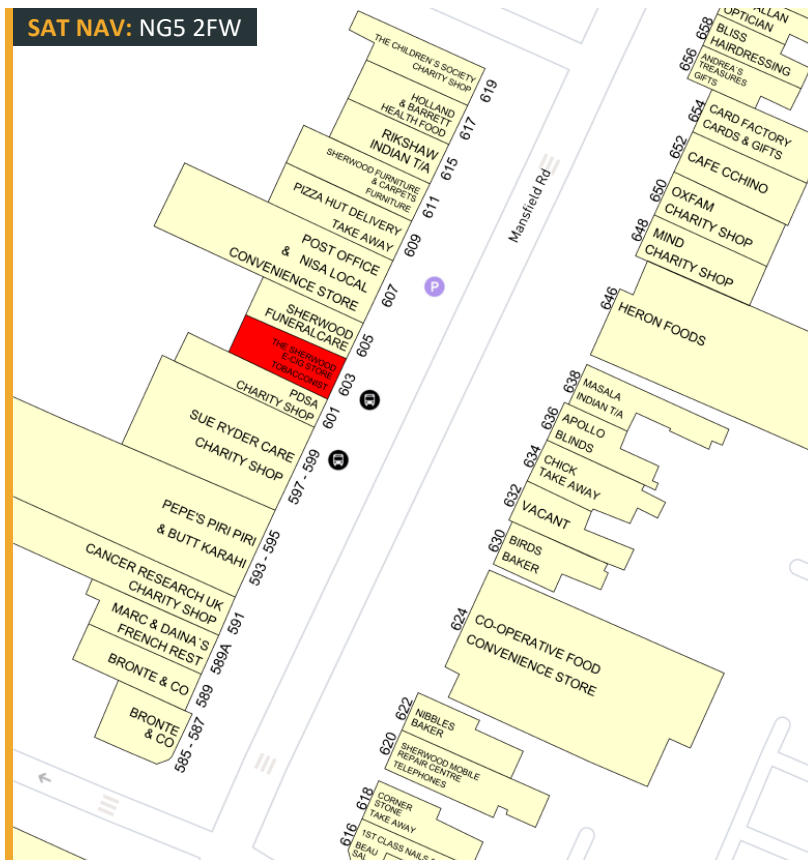 SAT NAV: NG5 2FW
THE CHILDREN`S SOCIETY
CHARITY SHOP
619
HOLLAND
& BARRETT
HEALTH FOOD
617
RIKSHAW
INDIAN T/A
615
SHERWOOD FURNITURE
& CARPETS
FURNITURE
611
PIZZA HUT DELIVERY
TAKE AWAY
609
POST OFFICE
& NISA LOCAL
CONVENIENCE STORE
607
SHERWOOD
FUNERALCARE
605
THE SHERWOOD
E-CIG STORE
TOBACCONIST
603
PDSA
CHARITY SHOP
601
SUE RYDER CARE
CHARITY SHOP
597 - 599
PEPE'S PIRI PIRI
& BUTT KARAHI
593 - 595
CANCER RESEARCH UK
CHARITY SHOP
591
MARC & DAINA`S
FRENCH REST
589A
BRONTE & CO
589
BRONTE
& CO
585 - 587
Mansfield Rd
P
OPTICIAN
658
BLISS
HAIRDRESSING
656
ANDREA`S
TREASURES
GIFTS
654
CARD FACTORY
CARDS & GIFTS
652
CAFE CCHINO
650
OXFAM
CHARITY SHOP
648
MIND
CHARITY SHOP
646
HERON FOODS
638
MASALA
INDIAN T/A
636
APOLLO
BLINDS
634
CHICK
TAKE AWAY
632
VACANT
630
BIRDS
BAKER
624
CO-OPERATIVE FOOD
CONVENIENCE STORE
622
NIBBLES
BAKER
620
SHERWOOD MOBILE
REPAIR CENTRE
TELEPHONES
618
CORNER
STONE
TAKE AWAY
616
1ST CLASS NAILS
BEAU
SAL